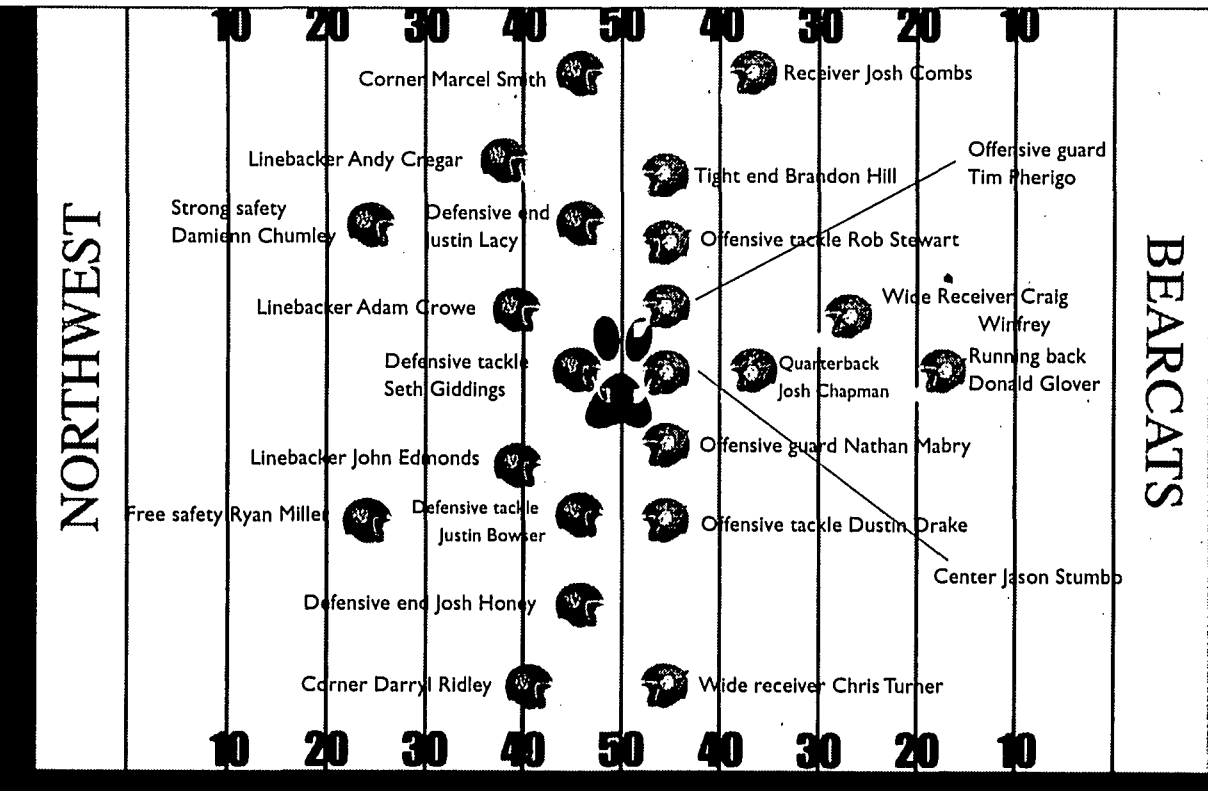 10 20 30 40 50 40 30 20 10
Corner Marcel Smith
Receiver Josh Combs
Linebacker Andy Cregar
Offensive guard
Tim Pherigo
Tight end Brandon Hill
Strong safety
Damienn Chumley
Defensive end
Justin Lacy
Offensive tackle Rob Stewart
NORTHWEST
BEARCATS
Linebacker Adam Crowe
Wide Receiver Craig
Winfrey
Defensive tackle
Seth Giddings
Quarterback
Josh Chapman
Running back
Donald Glover
Linebacker John Edmonds
Offensive guard Nathan Mabry
Free safety Ryan Miller
Defensive tackle
Justin Bowser
Offensive tackle Dustin Drake
Center Jason Stumbo
Defensive end Josh Honey
Corner Darryl Ridley
Wide receiver Chris Turner
10 20 30 40 50 40 30 20 10